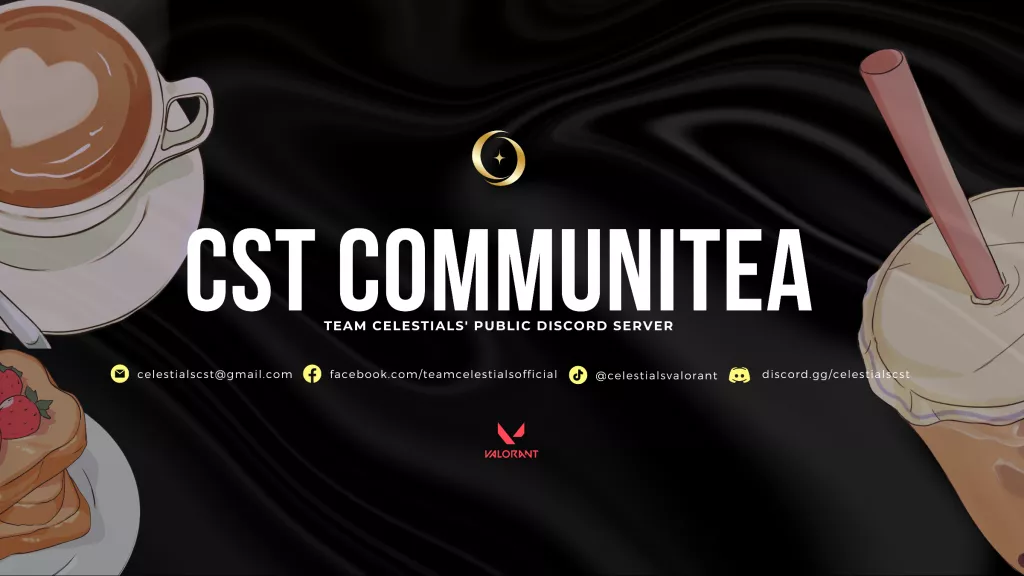 CST COMMUNITEA
TEAM CELESTIALS' PUBLIC DISCORD SERVER
celestialscst@gmail.com facebook.com/teamcelestialsofficial @celestialsvalorant discord.gg/celestialscst
VALORANT